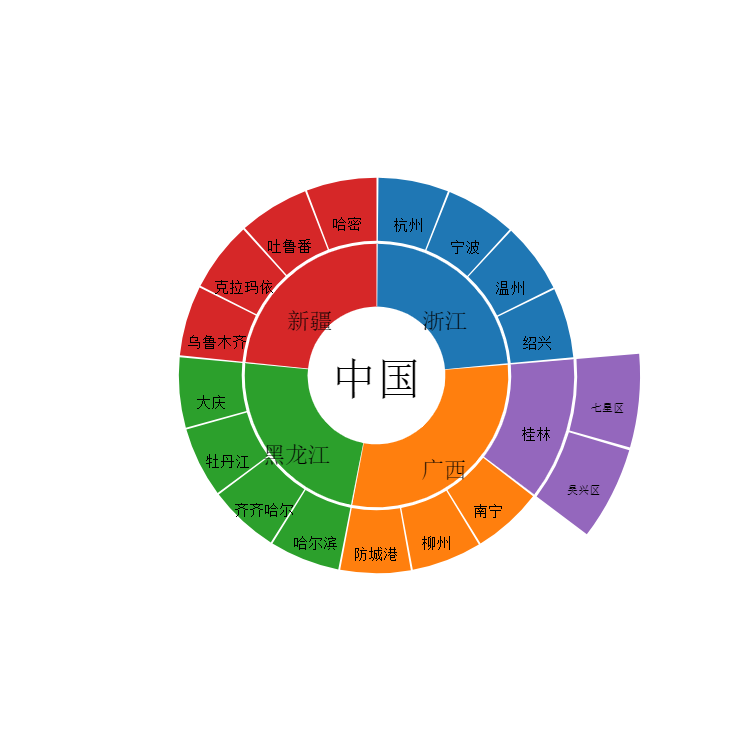 哈密
杭州
吐鲁番
宁波
克拉玛依
温州
新疆
浙江
乌鲁木齐
绍兴
中国
大庆
七星区
桂林
黑龙江
牡丹江
广西
吴兴区
齐齐哈尔
南宁
哈尔滨
柳州
防城港